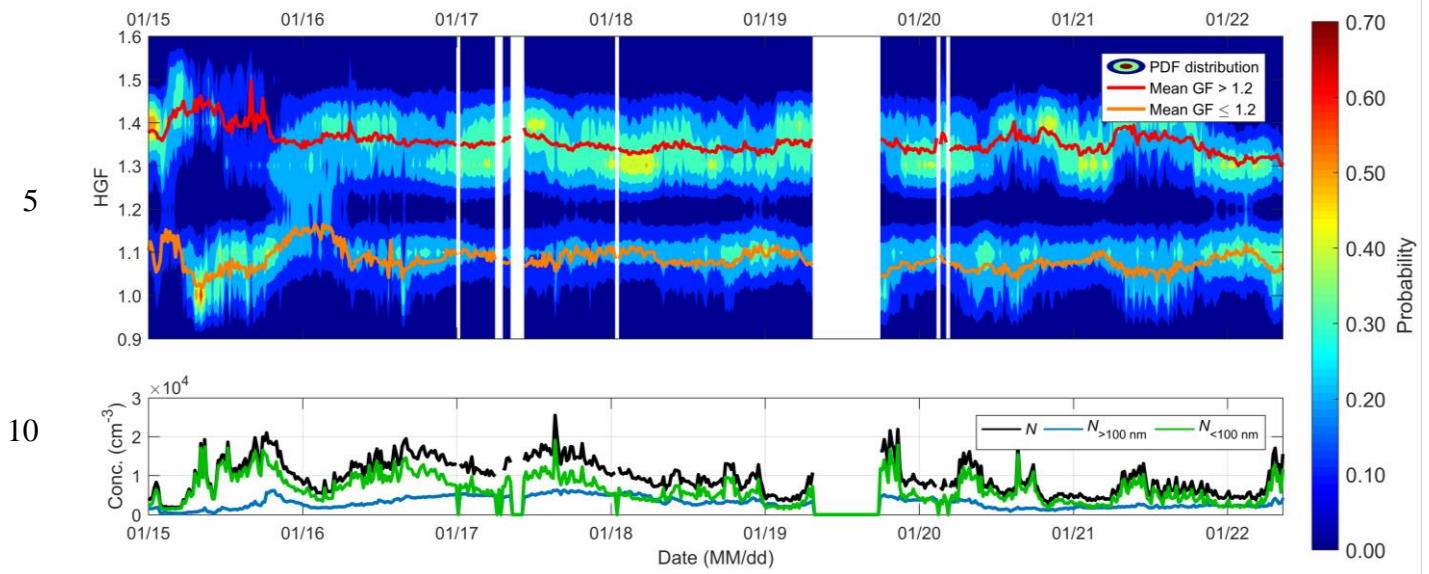 01/15 01/16 01/17 01/18 01/19 01/20 01/21 01/22
1.6
1.5
1.4
1.3
1.2
1.1
1.0
0.9
HGF
PDF distribution
Mean GF > 1.2
Mean GF ≤ 1.2
0.70
0.60
0.50
0.40
0.30
0.20
0.10
0.00
Probability
5
10
×10⁴
3
2
1
0
Conc. (cm⁻³)
N N>100 nm N<100 nm
01/15 01/16 01/17 01/18 01/19 01/20 01/21 01/22
Date (MM/dd)